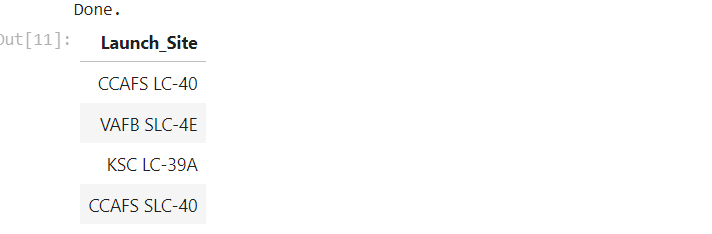 Done.
Out[11]:
Launch_Site
CCAFS LC-40
VAFB SLC-4E
KSC LC-39A
CCAFS SLC-40